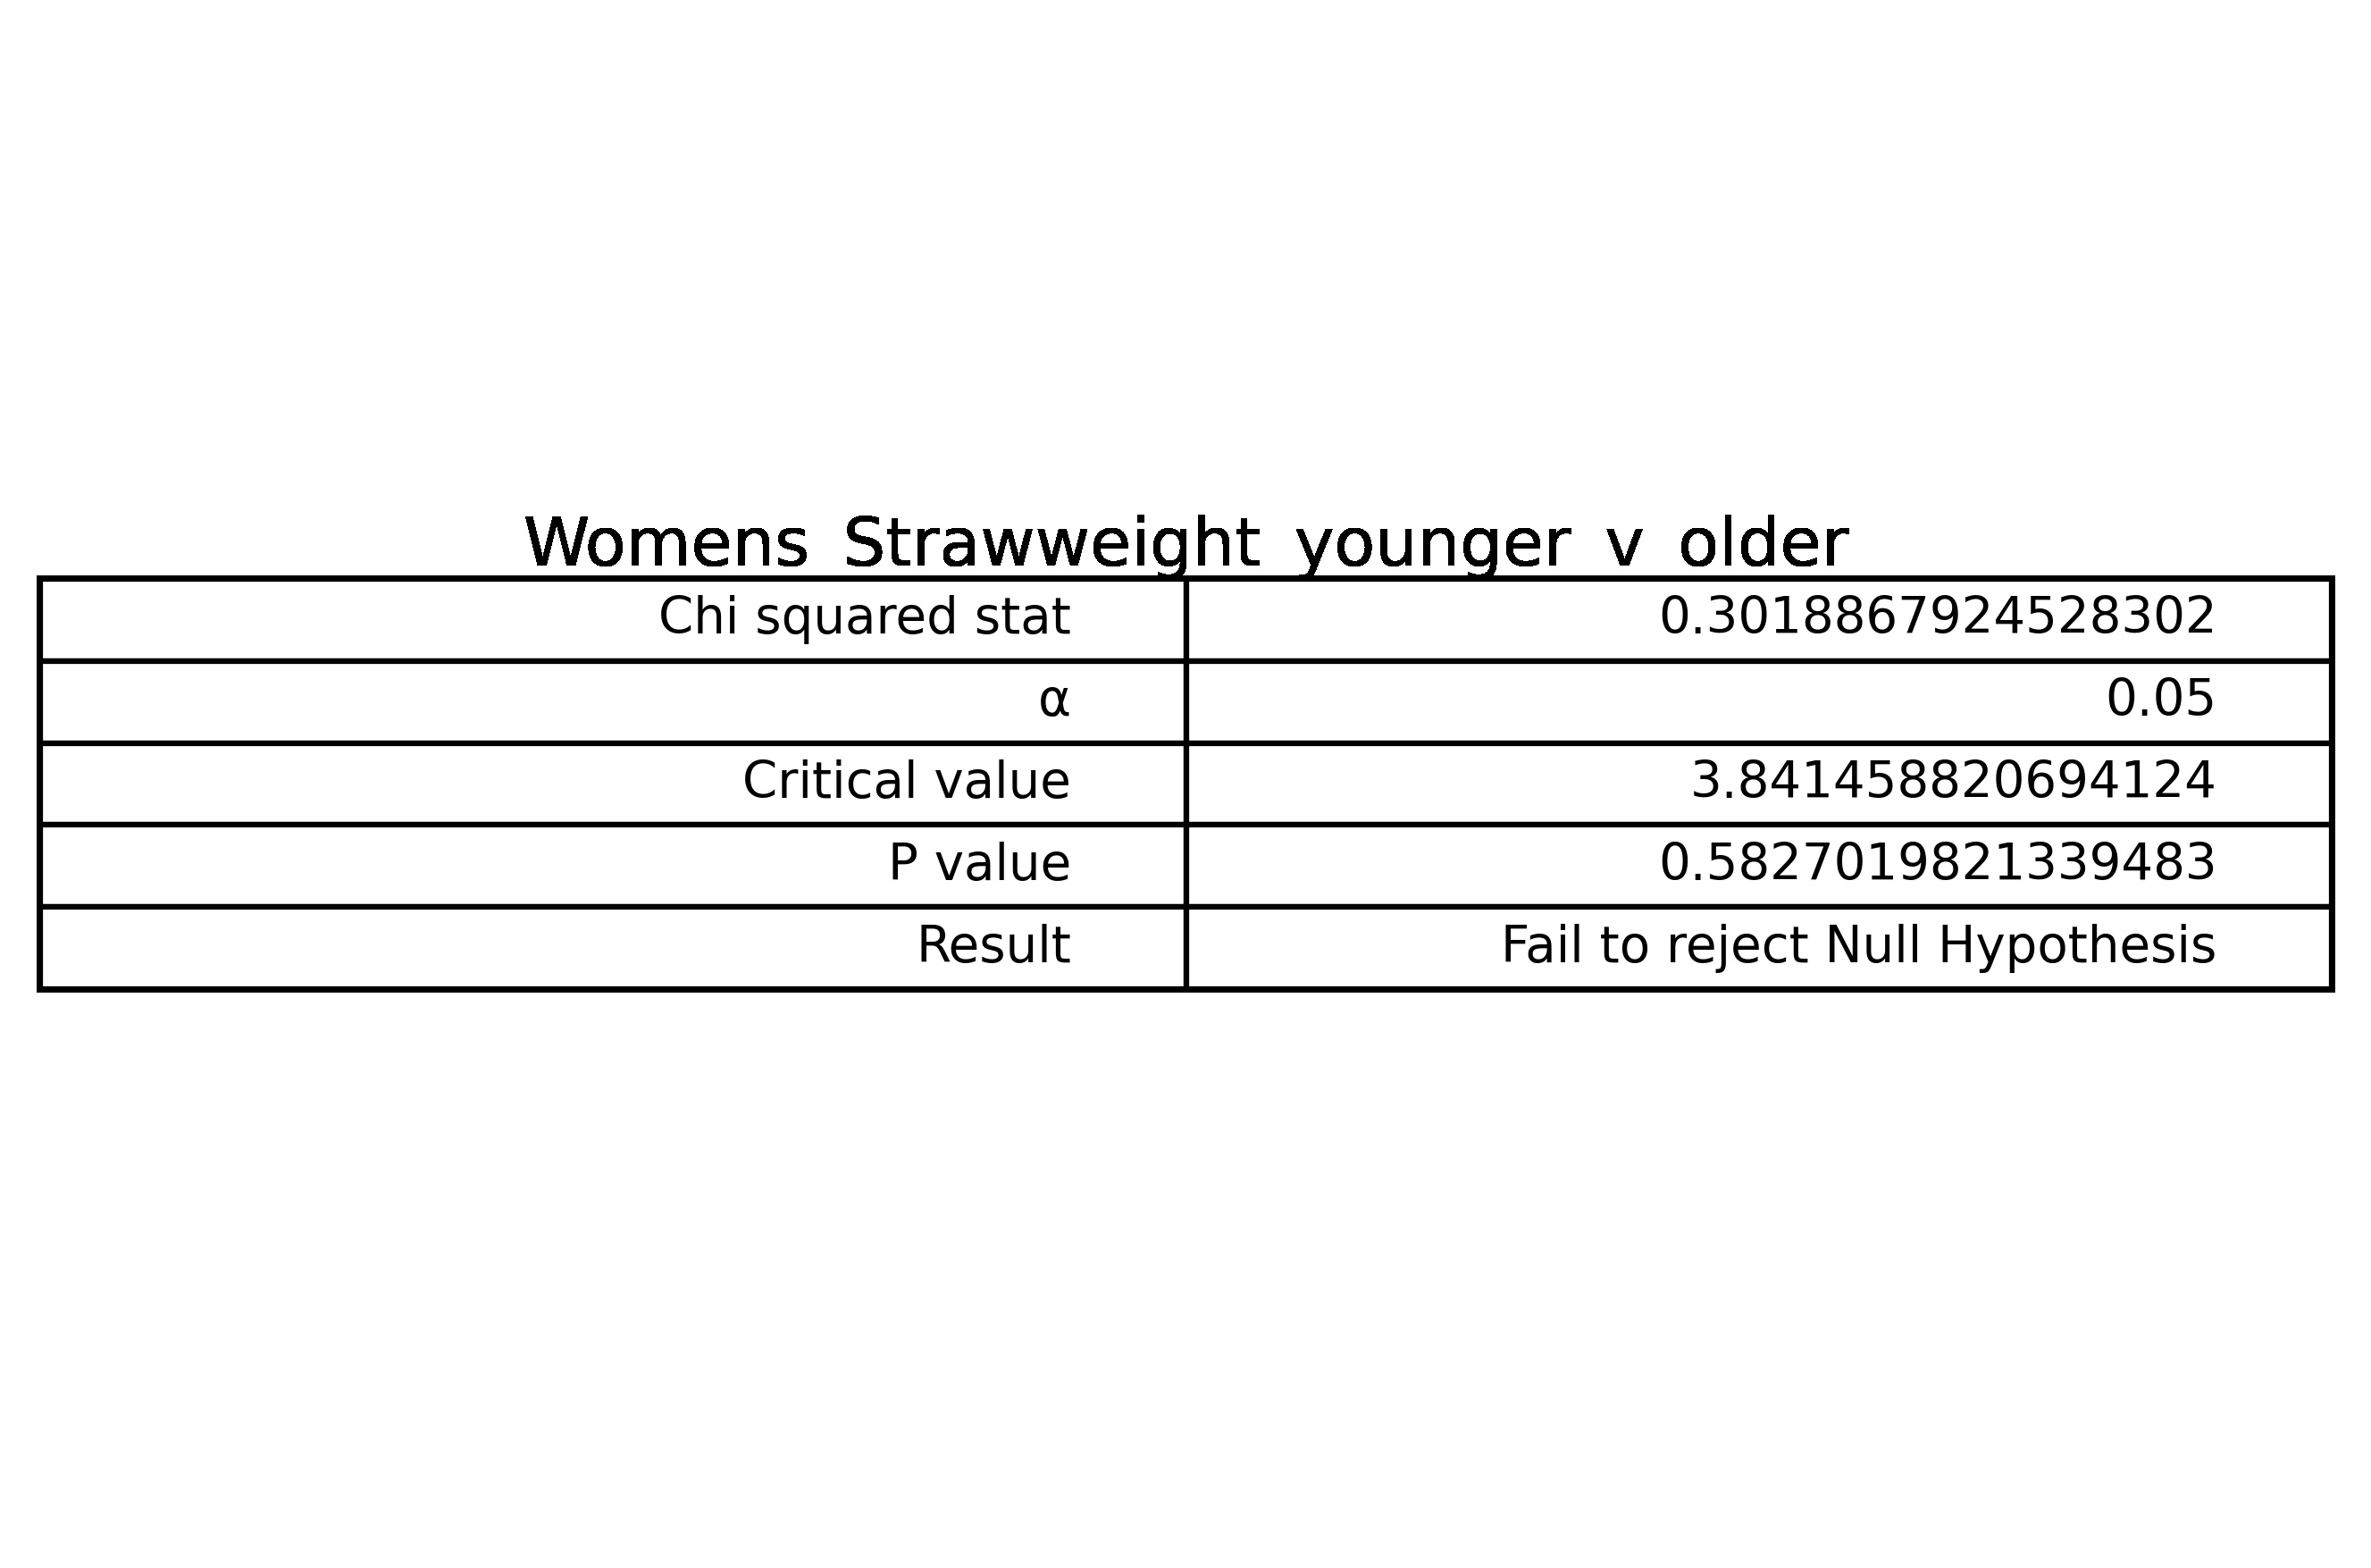 Womens Strawweight younger v older
Chi squared stat 0.3018867924528302
α 0.05
Critical value 3.841458820694124
P value 0.5827019821339483
Result Fail to reject Null Hypothesis